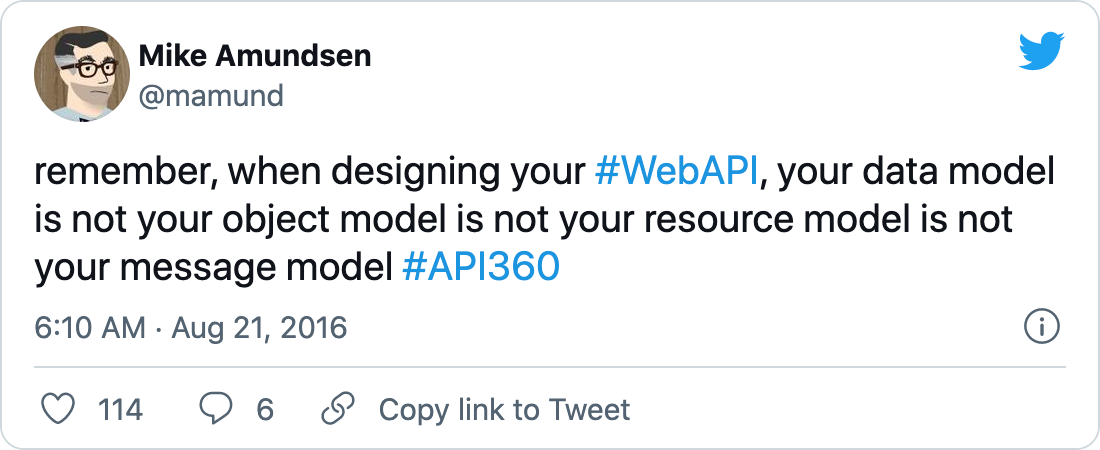 Mike Amundsen
@mamund
remember, when designing your #WebAPI, your data model
is not your object model is not your resource model is not
your message model #API360
6:10 AM · Aug 21, 2016
114 6 Copy link to Tweet